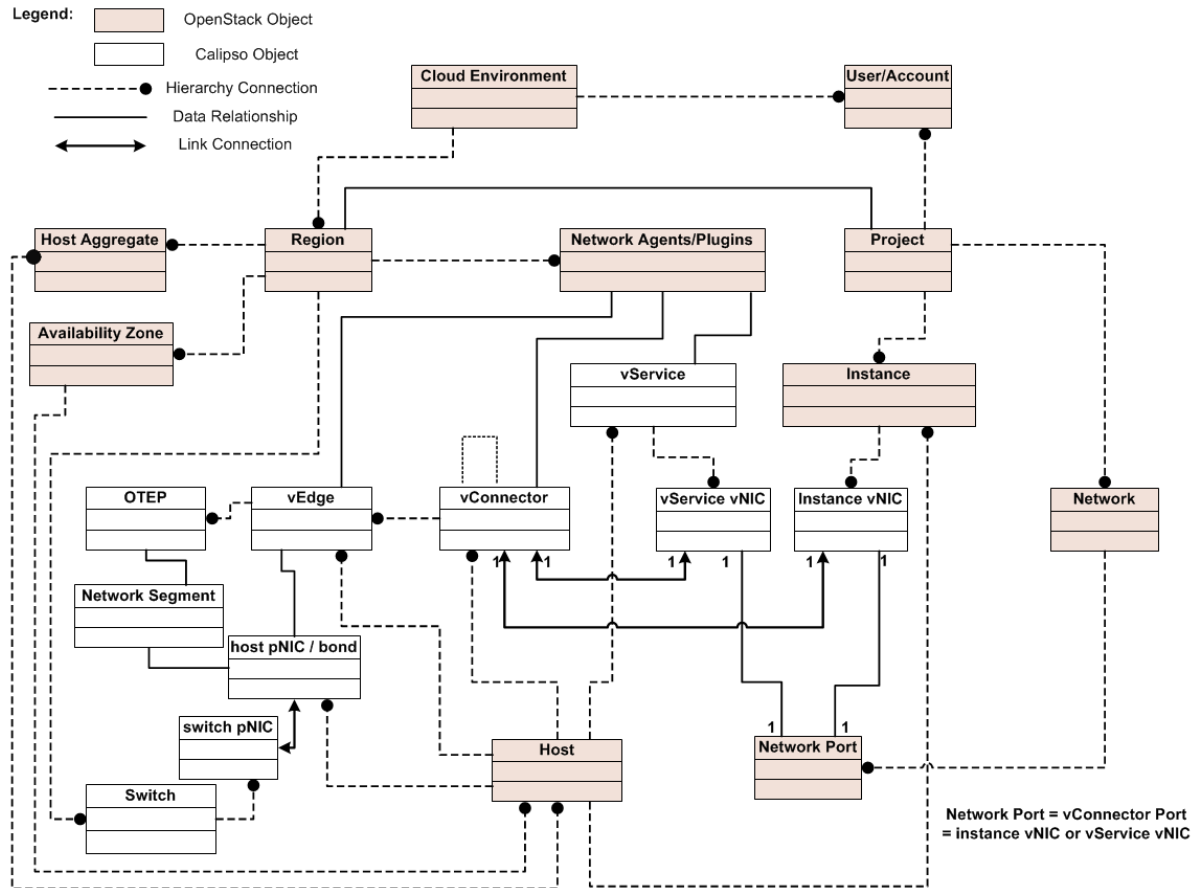 Legend:
OpenStack Object
Calipso Object
Hierarchy Connection
Data Relationship
Link Connection
Cloud Environment
User/Account
Host Aggregate
Region
Network Agents/Plugins
Project
Availability Zone
vService
Instance
OTEP
vEdge
vConnector
vService vNIC
Instance vNIC
Network
1
1
1
1
1
1
Network Segment
host pNIC / bond
switch pNIC
1
1
Host
Network Port
Switch
Network Port = vConnector Port
= instance vNIC or vService vNIC